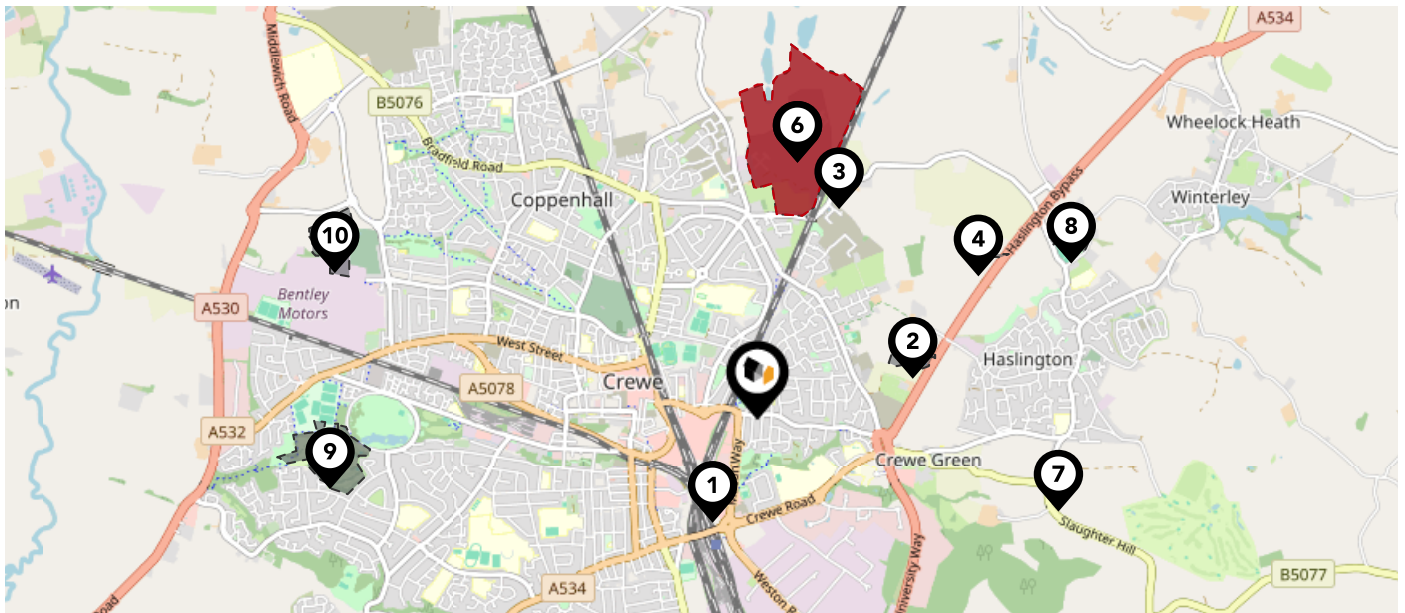 A534
Middlewich Road
B5076
Wheelock Heath
6
Bradfield Road
3
Haslington Bypass
Coppenhall
Winterley
10
4
8
on
Bentley
Motors
A530
2
West Street
Haslington
Crewe
A5078
A532
9
Crewe Green
7
1
Way
Crewe Road
Slaughter Hill
University Way
A534
Weston R
B5077
oad